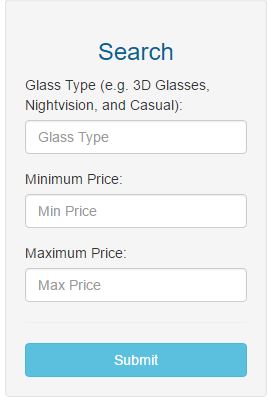 Search
Glass Type (e.g. 3D Glasses,
Nightvision, and Casual):
Glass Type
Minimum Price:
Min Price
Maximum Price:
Max Price
Submit